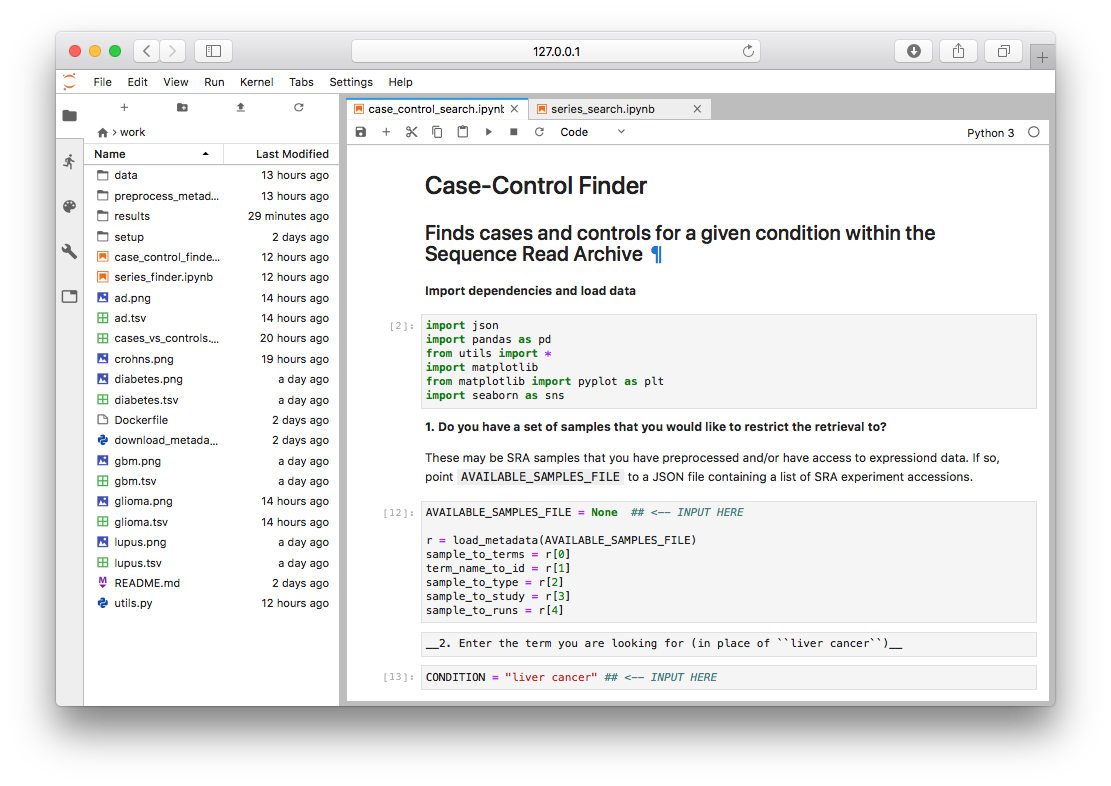 127.0.0.1
File Edit View Run Kernel Tabs Settings Help
case_control_search.ipynb
series_search.ipynb
work
Code
Python 3
Name Last Modified
data 13 hours ago
preprocess_metad... 13 hours ago
results 29 minutes ago
setup 2 days ago
case_control_finde... 12 hours ago
series_finder.ipynb 12 hours ago
ad.png 14 hours ago
ad.tsv 14 hours ago
cases_vs_controls.... 20 hours ago
crohns.png 19 hours ago
diabetes.png a day ago
diabetes.tsv a day ago
Dockerfile 2 days ago
download_metada... 2 days ago
gbm.png a day ago
gbm.tsv a day ago
glioma.png 14 hours ago
glioma.tsv 14 hours ago
lupus.png a day ago
lupus.tsv a day ago
README.md 2 days ago
utils.py 12 hours ago
Case-Control Finder
Finds cases and controls for a given condition within the
Sequence Read Archive ¶
Import dependencies and load data
[2]:
import json
import pandas as pd
from utils import *
import matplotlib
from matplotlib import pyplot as plt
import seaborn as sns
1. Do you have a set of samples that you would like to restrict the retrieval to?
These may be SRA samples that you have preprocessed and/or have access to expressiond data. If so,
point AVAILABLE_SAMPLES_FILE to a JSON file containing a list of SRA experiment accessions.
[12]:
AVAILABLE_SAMPLES_FILE = None ## <-- INPUT HERE
r = load_metadata(AVAILABLE_SAMPLES_FILE)
sample_to_terms = r[0]
term_name_to_id = r[1]
sample_to_type = r[2]
sample_to_study = r[3]
sample_to_runs = r[4]
__2. Enter the term you are looking for (in place of ``liver cancer``)__
[13]:
CONDITION = "liver cancer" ## <-- INPUT HERE